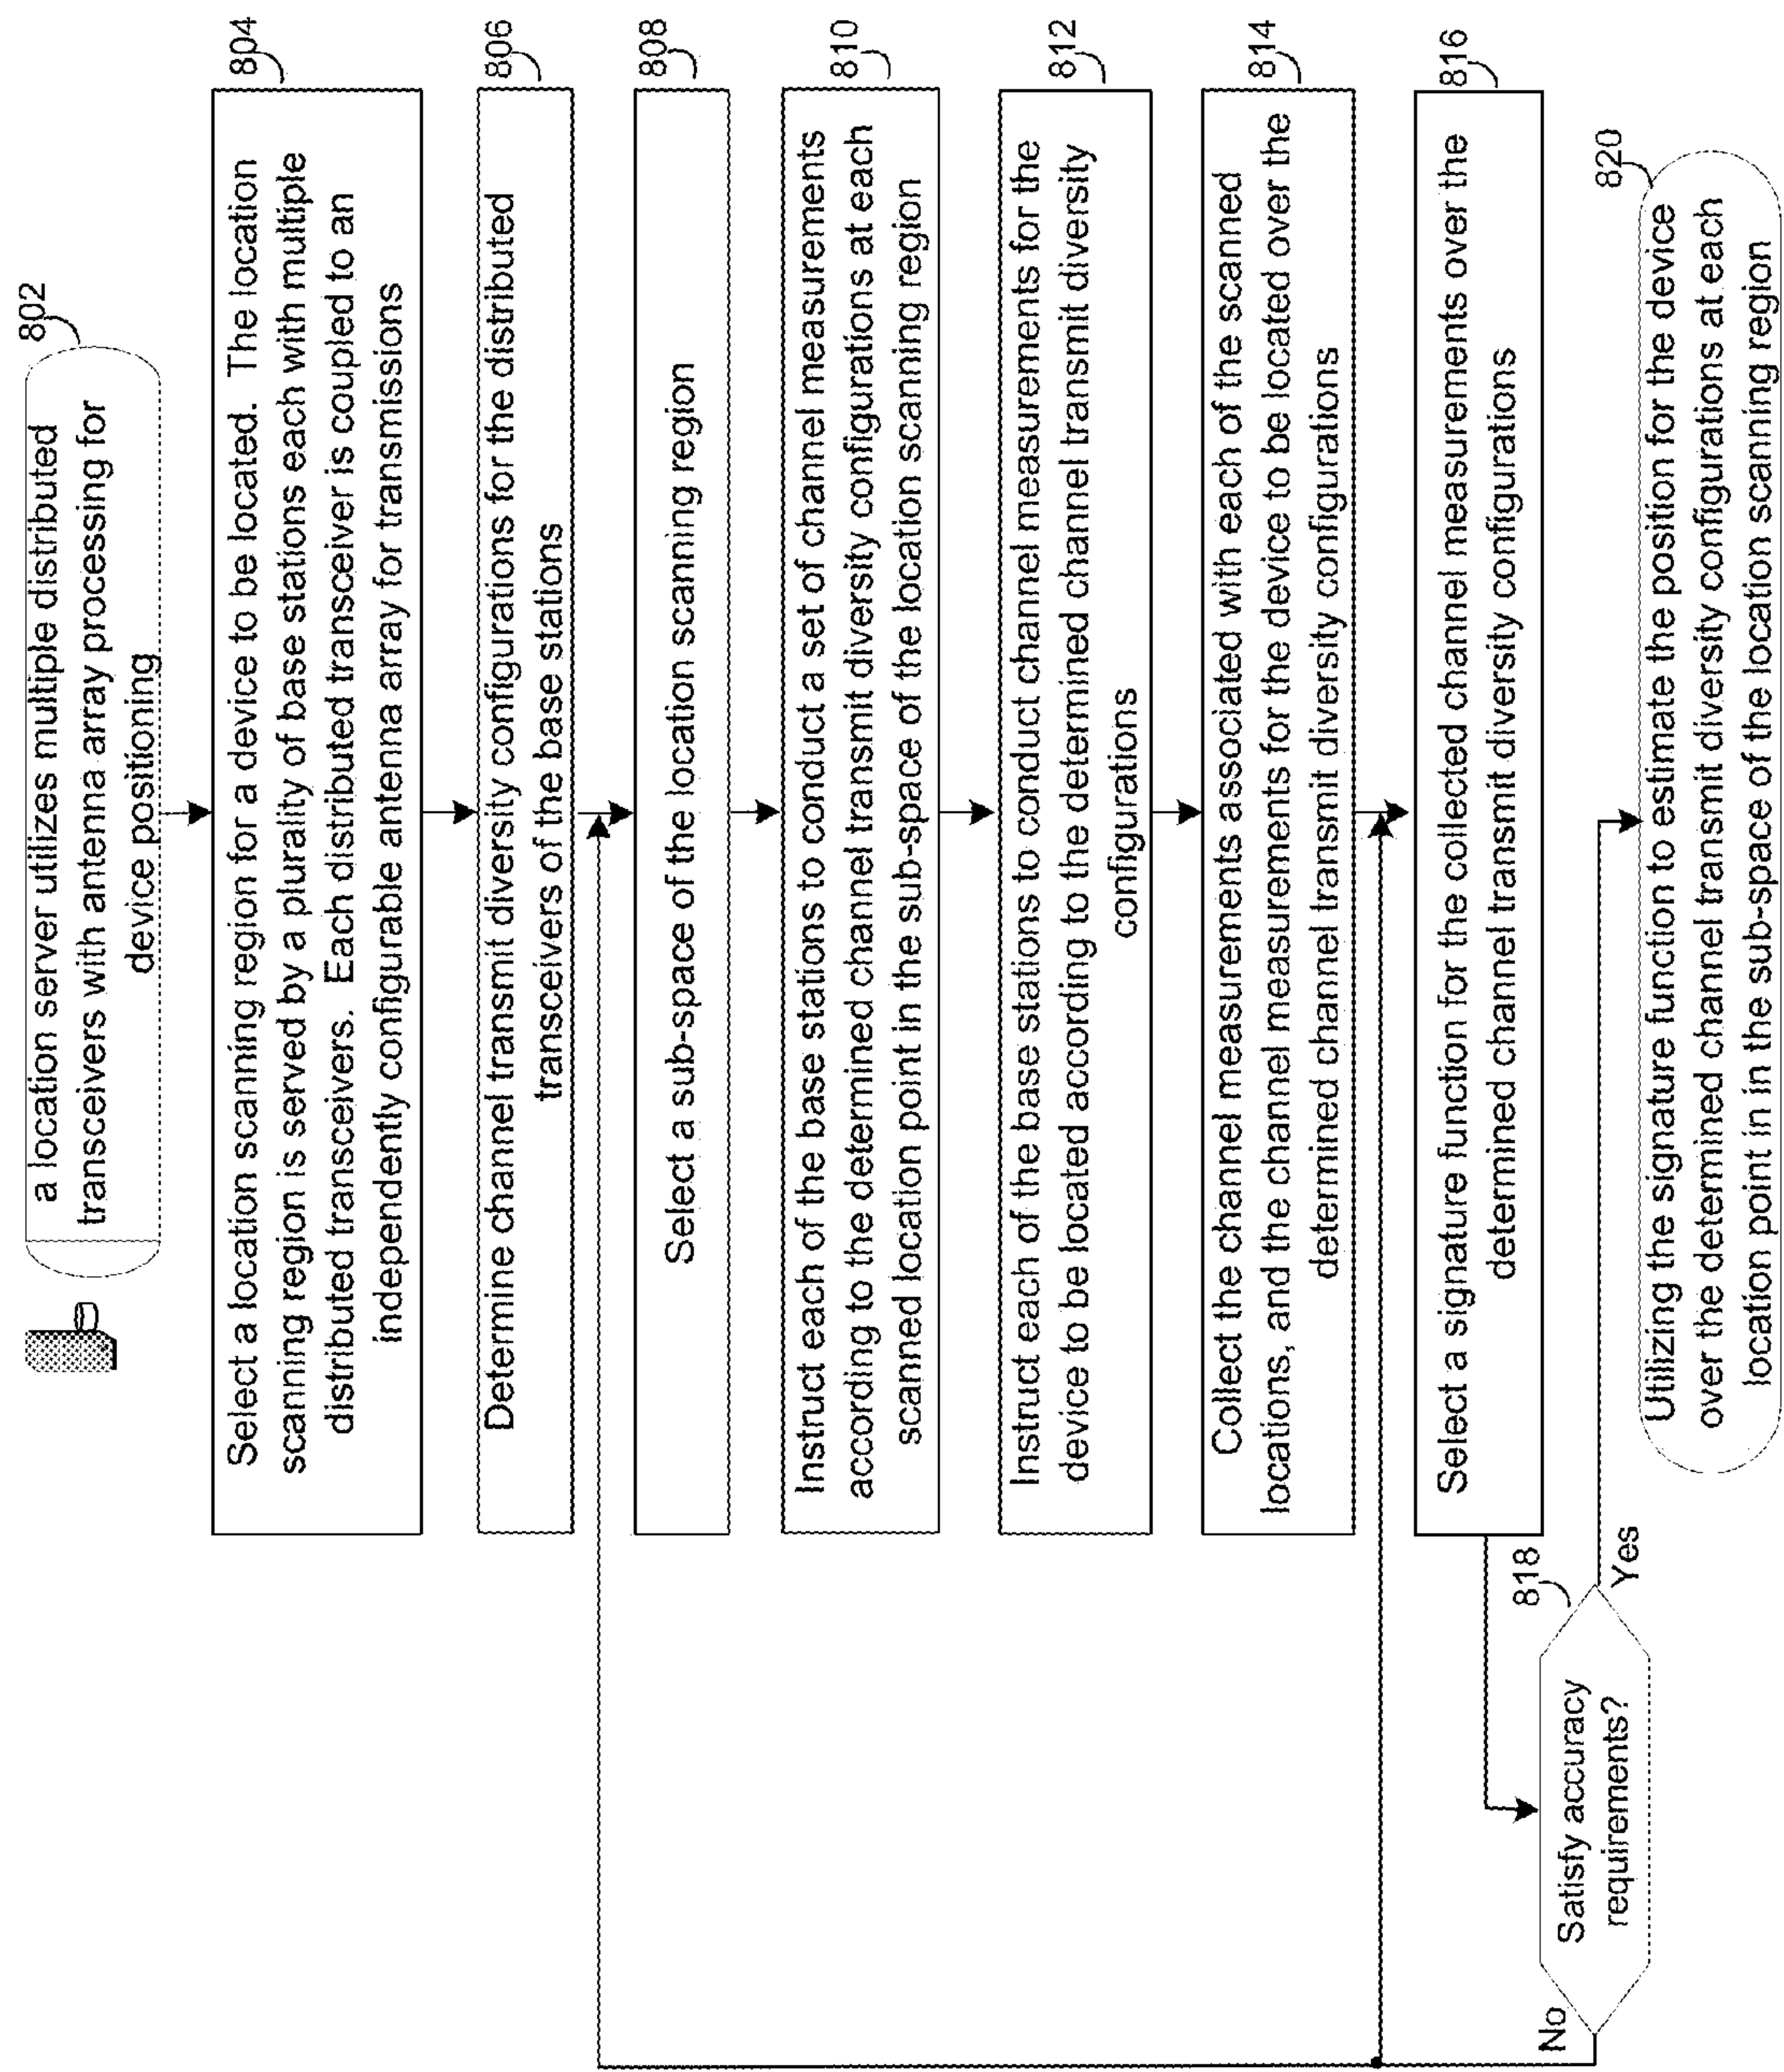 802
a location server utilizes multiple distributed
transceivers with antenna array processing for
device positioning
804
Select a location scanning region for a device to be located. The location
scanning region is served by a plurality of base stations each with multiple
distributed transceivers. Each distributed transceiver is coupled to an
independently configurable antenna array for transmissions
806
Determine channel transmit diversity configurations for the distributed
transceivers of the base stations
808
Select a sub-space of the location scanning region
810
Instruct each of the base stations to conduct a set of channel measurements
according to the determined channel transmit diversity configurations at each
scanned location point in the sub-space of the location scanning region
812
Instruct each of the base stations to conduct channel measurements for the
device to be located according to the determined channel transmit diversity
configurations
814
Collect the channel measurements associated with each of the scanned
locations, and the channel measurements for the device to be located over the
determined channel transmit diversity configurations
816
Select a signature function for the collected channel measurements over the
determined channel transmit diversity configurations
818
Satisfy accuracy
requirements?
No
Yes
820
Utilizing the signature function to estimate the position for the device
over the determined channel transmit diversity configurations at each
location point in in the sub-space of the location scanning region